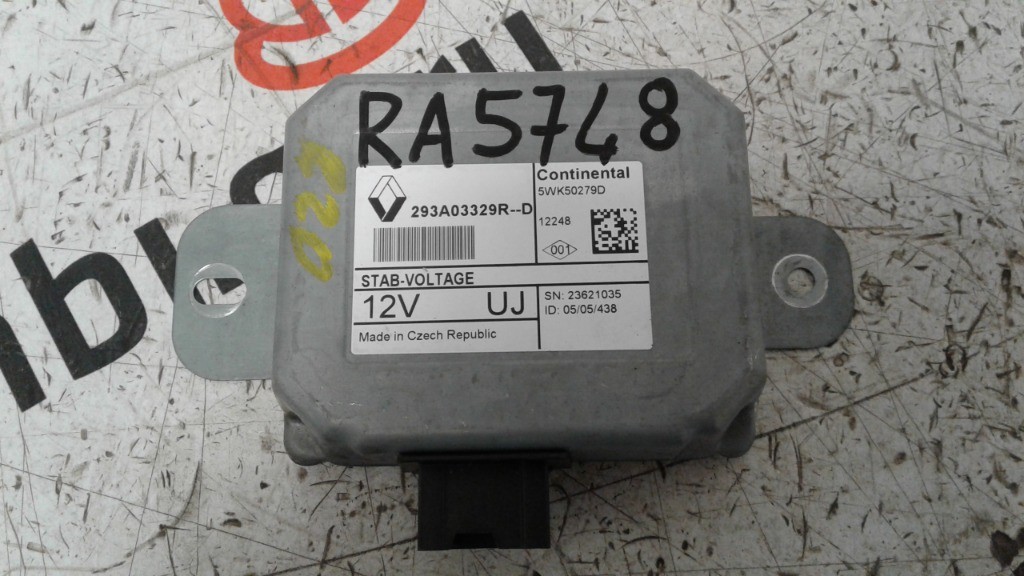 RA5748
020
293A03329R--D
Continental
5WK50279D
12248
001
STAB-VOLTAGE
12V UJ
SN: 23621035
ID: 05/05/438
Made in Czech Republic